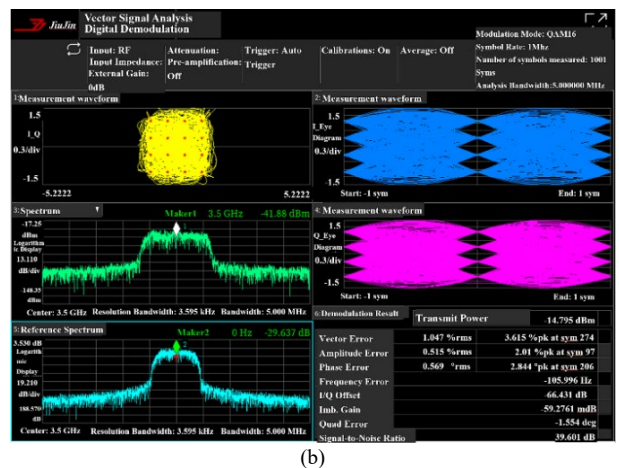 JiuJin
Vector Signal Analysis
Digital Demodulation
Input: RF
Input Impedance:
External Gain:
0dB
Attenuation:
Pre-amplification:
Off
Trigger: Auto
Trigger
Calibrations: On
Average: Off
Modulation Mode: QAM16
Symbol Rate: 1Mhz
Number of symbols measured: 1001
Syms
Analysis Bandwidth:5.000000 MHz
1:Measurement waveform
1.5
I_Q
0.3/div
-1.5
-5.2222
5.2222
2: Measurement waveform
1.5
I_Eye
Diagram
0.3/div
-1.5
Start: -1 sym
End: 1 sym
3:Spectrum
Maker1 3.5 GHz -41.88 dBm
-17.25
dBm
Logarithm
ic Display
13.110
dB/div
-148.35
dBm
1
Center: 3.5 GHz Resolution Bandwidth: 3.595 kHz Bandwidth: 5.000 MHz
4: Measurement waveform
1.5
Q_Eye
Diagram
0.3/div
-1.5
Start: -1 sym
End: 1 sym
5:Reference Spectrum
Maker2 0 Hz -29.637 dB
3.530 dB
Logarith
mic
Display
19.210
dB/div
188.570
dB
2
Center: 3.5 GHz Resolution Bandwidth: 3.595 kHz Bandwidth: 5.000 MHz
6:Demodulation Result Transmit Power -14.795 dBm
Vector Error 1.047 %rms 3.615 %pk at sym 274
Amplitude Error 0.515 %rms 2.01 %pk at sym 97
Phase Error 0.569 °rms 2.844 °pk at sym 206
Frequency Error -105.996 Hz
I/Q Offset -66.431 dB
Imb. Gain -59.2761 mdB
Quad Error -1.554 deg
Signal-to-Noise Ratio 39.601 dB
(b)